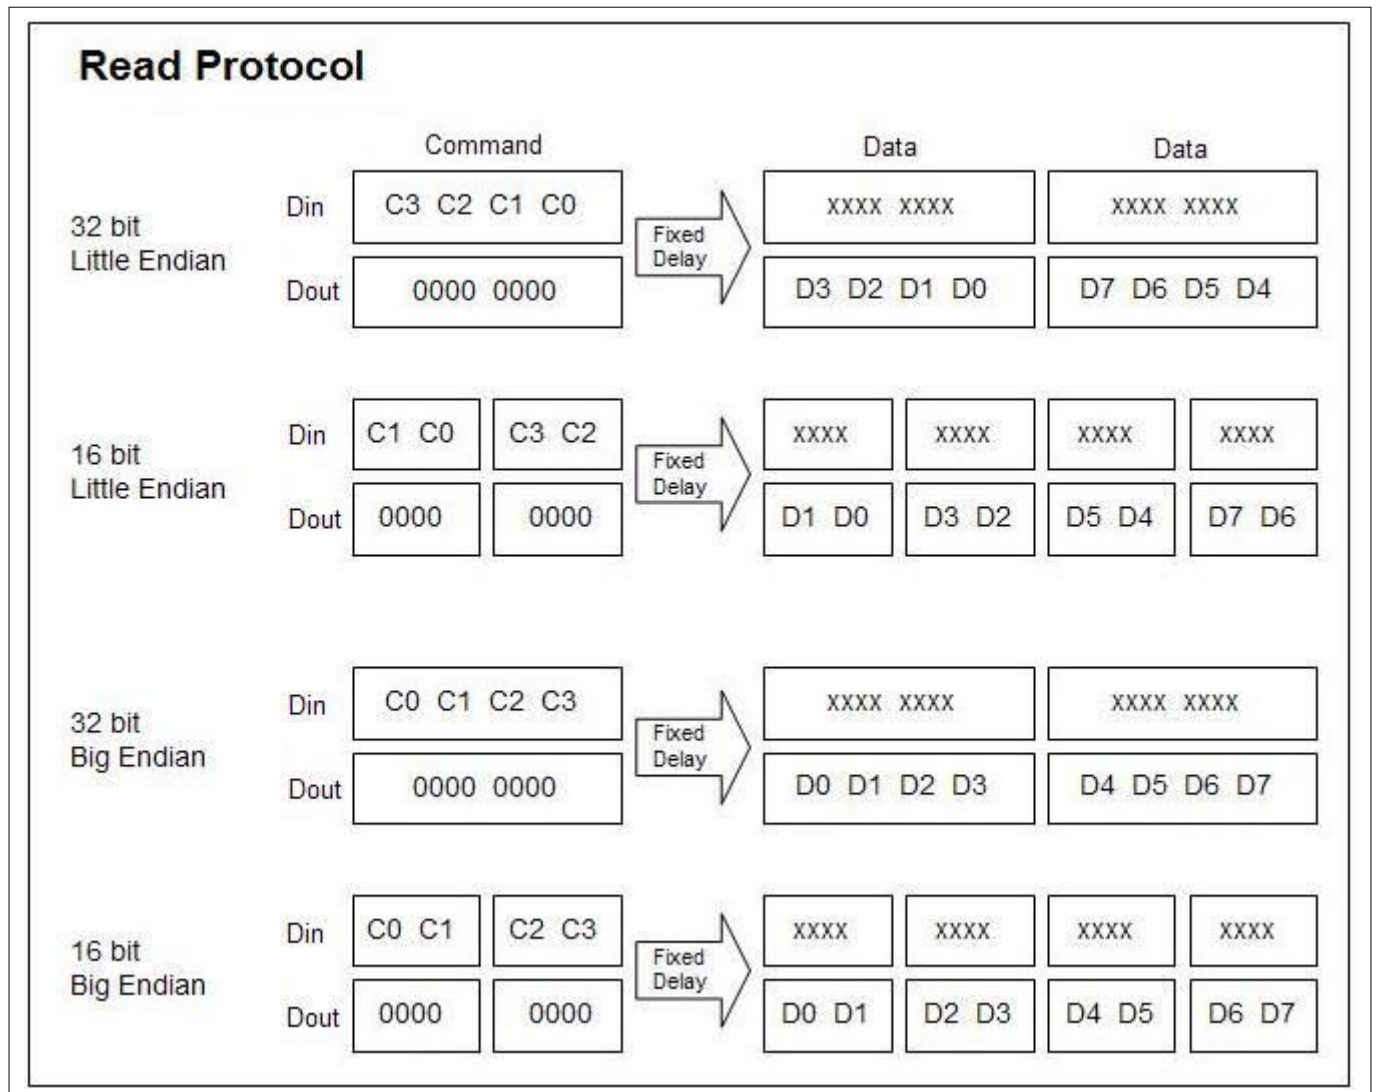 Read Protocol
Command Data Data
32 bit
Little Endian
Din C3 C2 C1 C0 Fixed Delay XXXX XXXX XXXX XXXX
Dout 0000 0000 D3 D2 D1 D0 D7 D6 D5 D4
16 bit
Little Endian
Din C1 C0 C3 C2 Fixed Delay XXXX XXXX XXXX XXXX
Dout 0000 0000 D1 D0 D3 D2 D5 D4 D7 D6
32 bit
Big Endian
Din C0 C1 C2 C3 Fixed Delay XXXX XXXX XXXX XXXX
Dout 0000 0000 D0 D1 D2 D3 D4 D5 D6 D7
16 bit
Big Endian
Din C0 C1 C2 C3 Fixed Delay XXXX XXXX XXXX XXXX
Dout 0000 0000 D0 D1 D2 D3 D4 D5 D6 D7